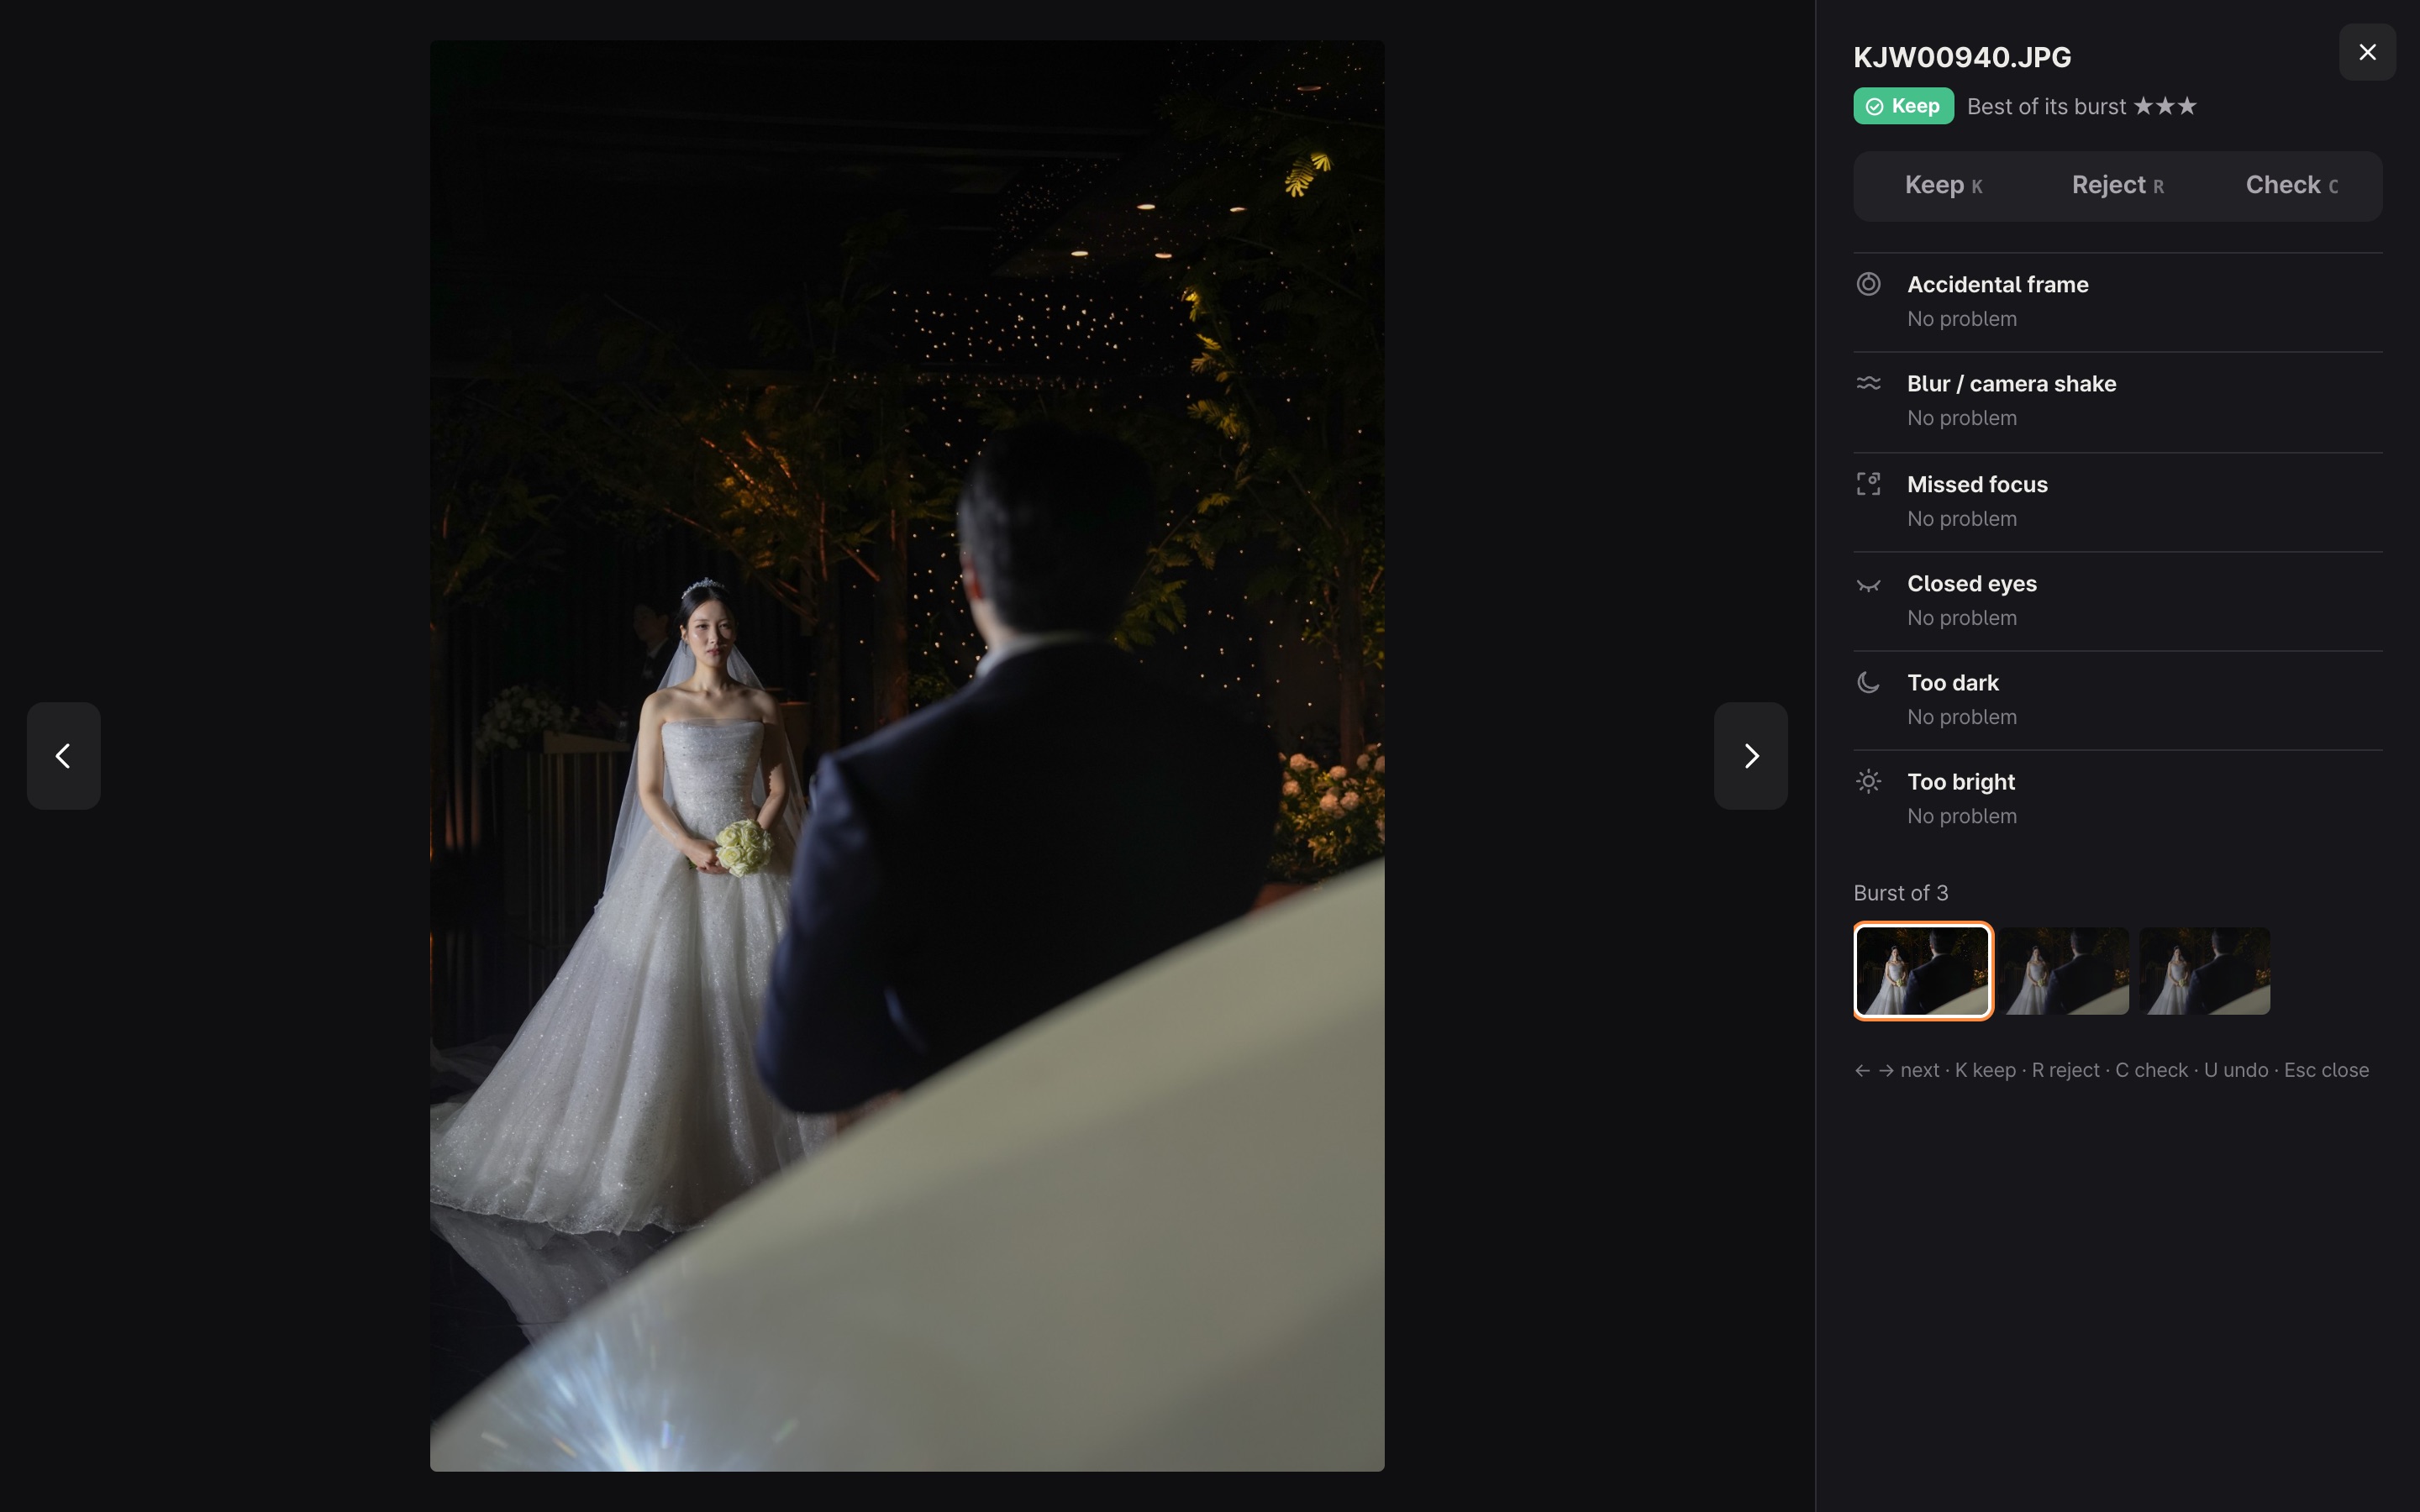 KJW00940.JPG
Keep Best of its burst ★★★
Keep K Reject R Check C
Accidental frame
No problem
Blur / camera shake
No problem
Missed focus
No problem
Closed eyes
No problem
Too dark
No problem
Too bright
No problem
Burst of 3
← → next · K keep · R reject · C check · U undo · Esc close